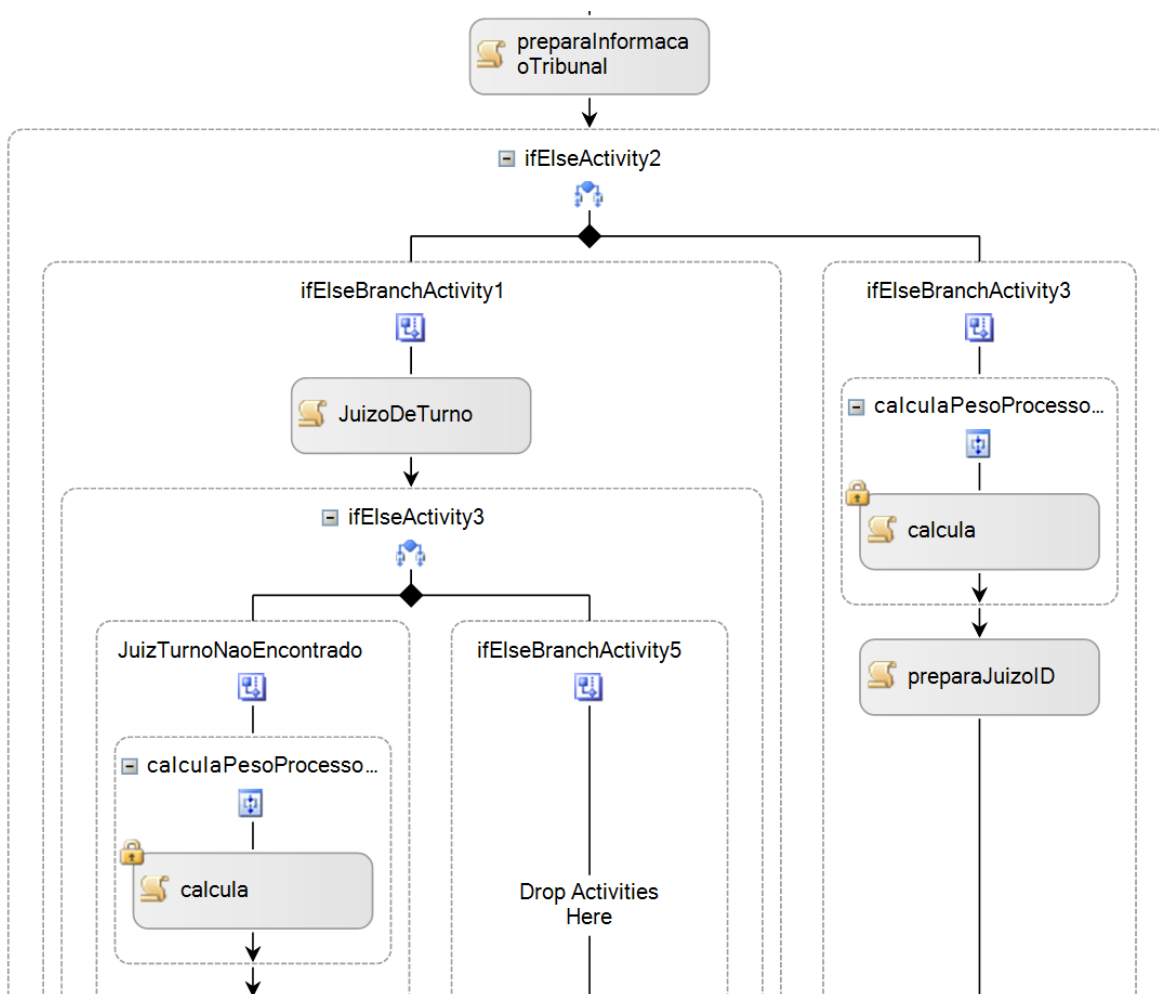 preparaInformaca
oTribunal
ifElseActivity2
ifElseBranchActivity1
ifElseBranchActivity3
JuizoDeTurno
calculaPesoProcesso...
ifElseActivity3
calcula
JuizTurnoNaoEncontrado
ifElseBranchActivity5
preparaJuizoID
calculaPesoProcesso...
calcula
Drop Activities
Here